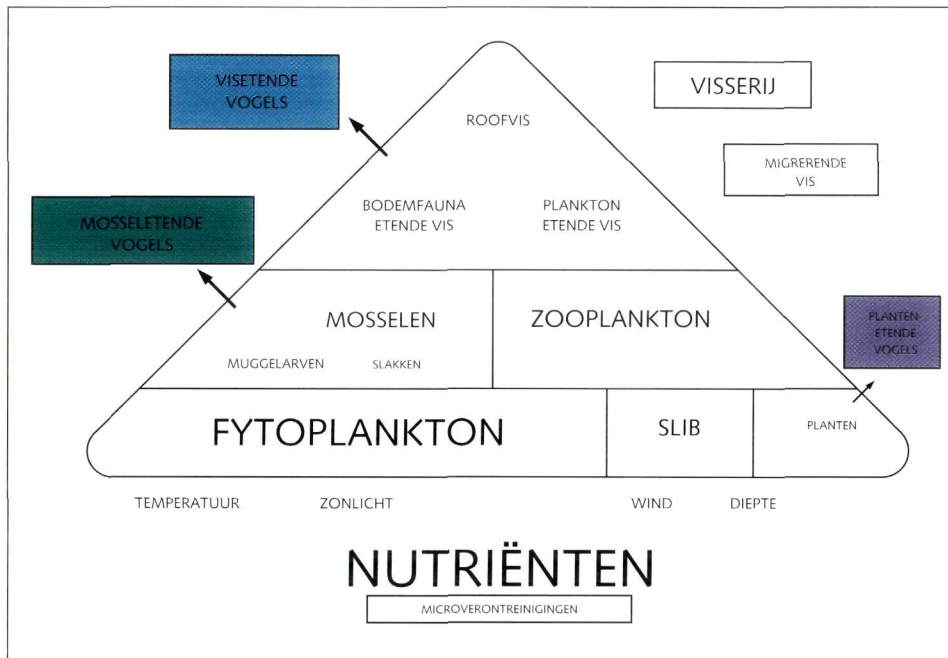 VISETENDE
VOGELS
VISSERIJ
ROOFVIS
MIGRERENDE
VIS
BODEMFAUNA
ETENDE VIS
PLANKTON
ETENDE VIS
MOSSELETENDE
VOGELS
MOSSELEN
ZOOPLANKTON
PLANTEN-
ETENDE
VOGELS
MUGGELARVEN
SLAKKEN
FYTOPLANKTON
SLIB
PLANTEN
TEMPERATUUR
ZONLICHT
WIND
DIEPTE
NUTRIËNTEN
MICROVERONTREINIGINGEN